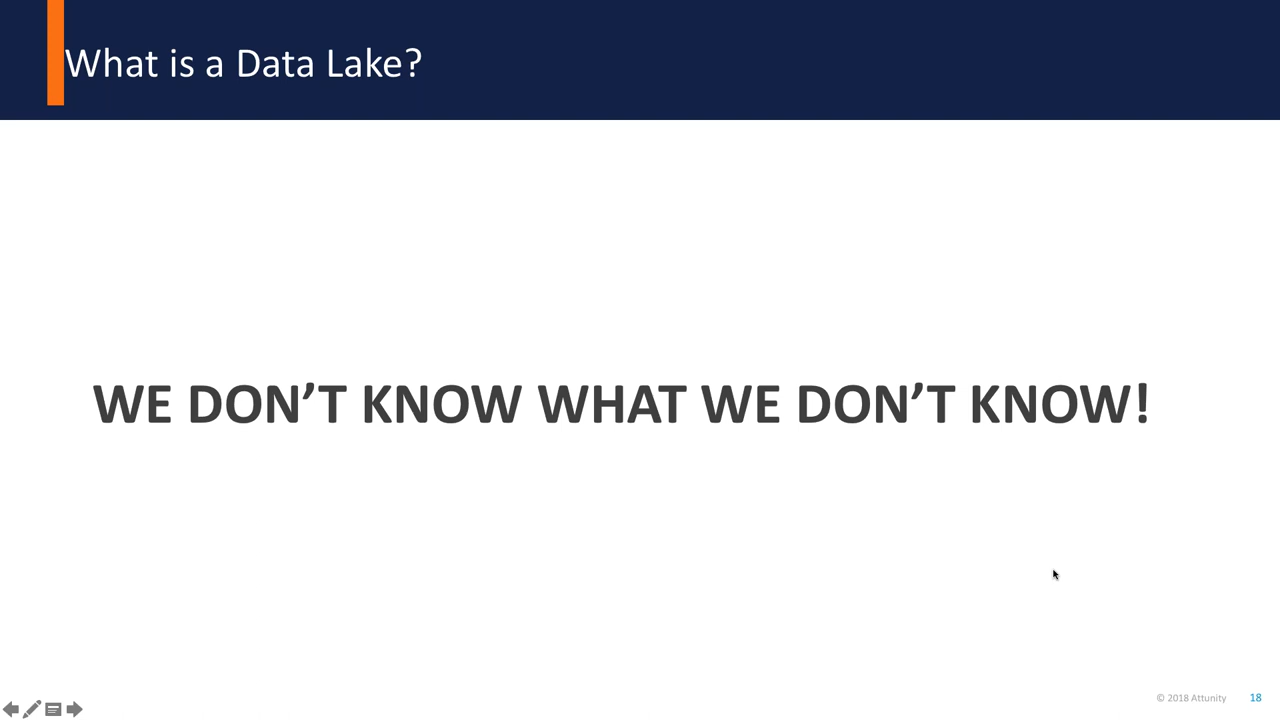 What is a Data Lake?
WE DON’T KNOW WHAT WE DON’T KNOW!
© 2018 Attunity 18